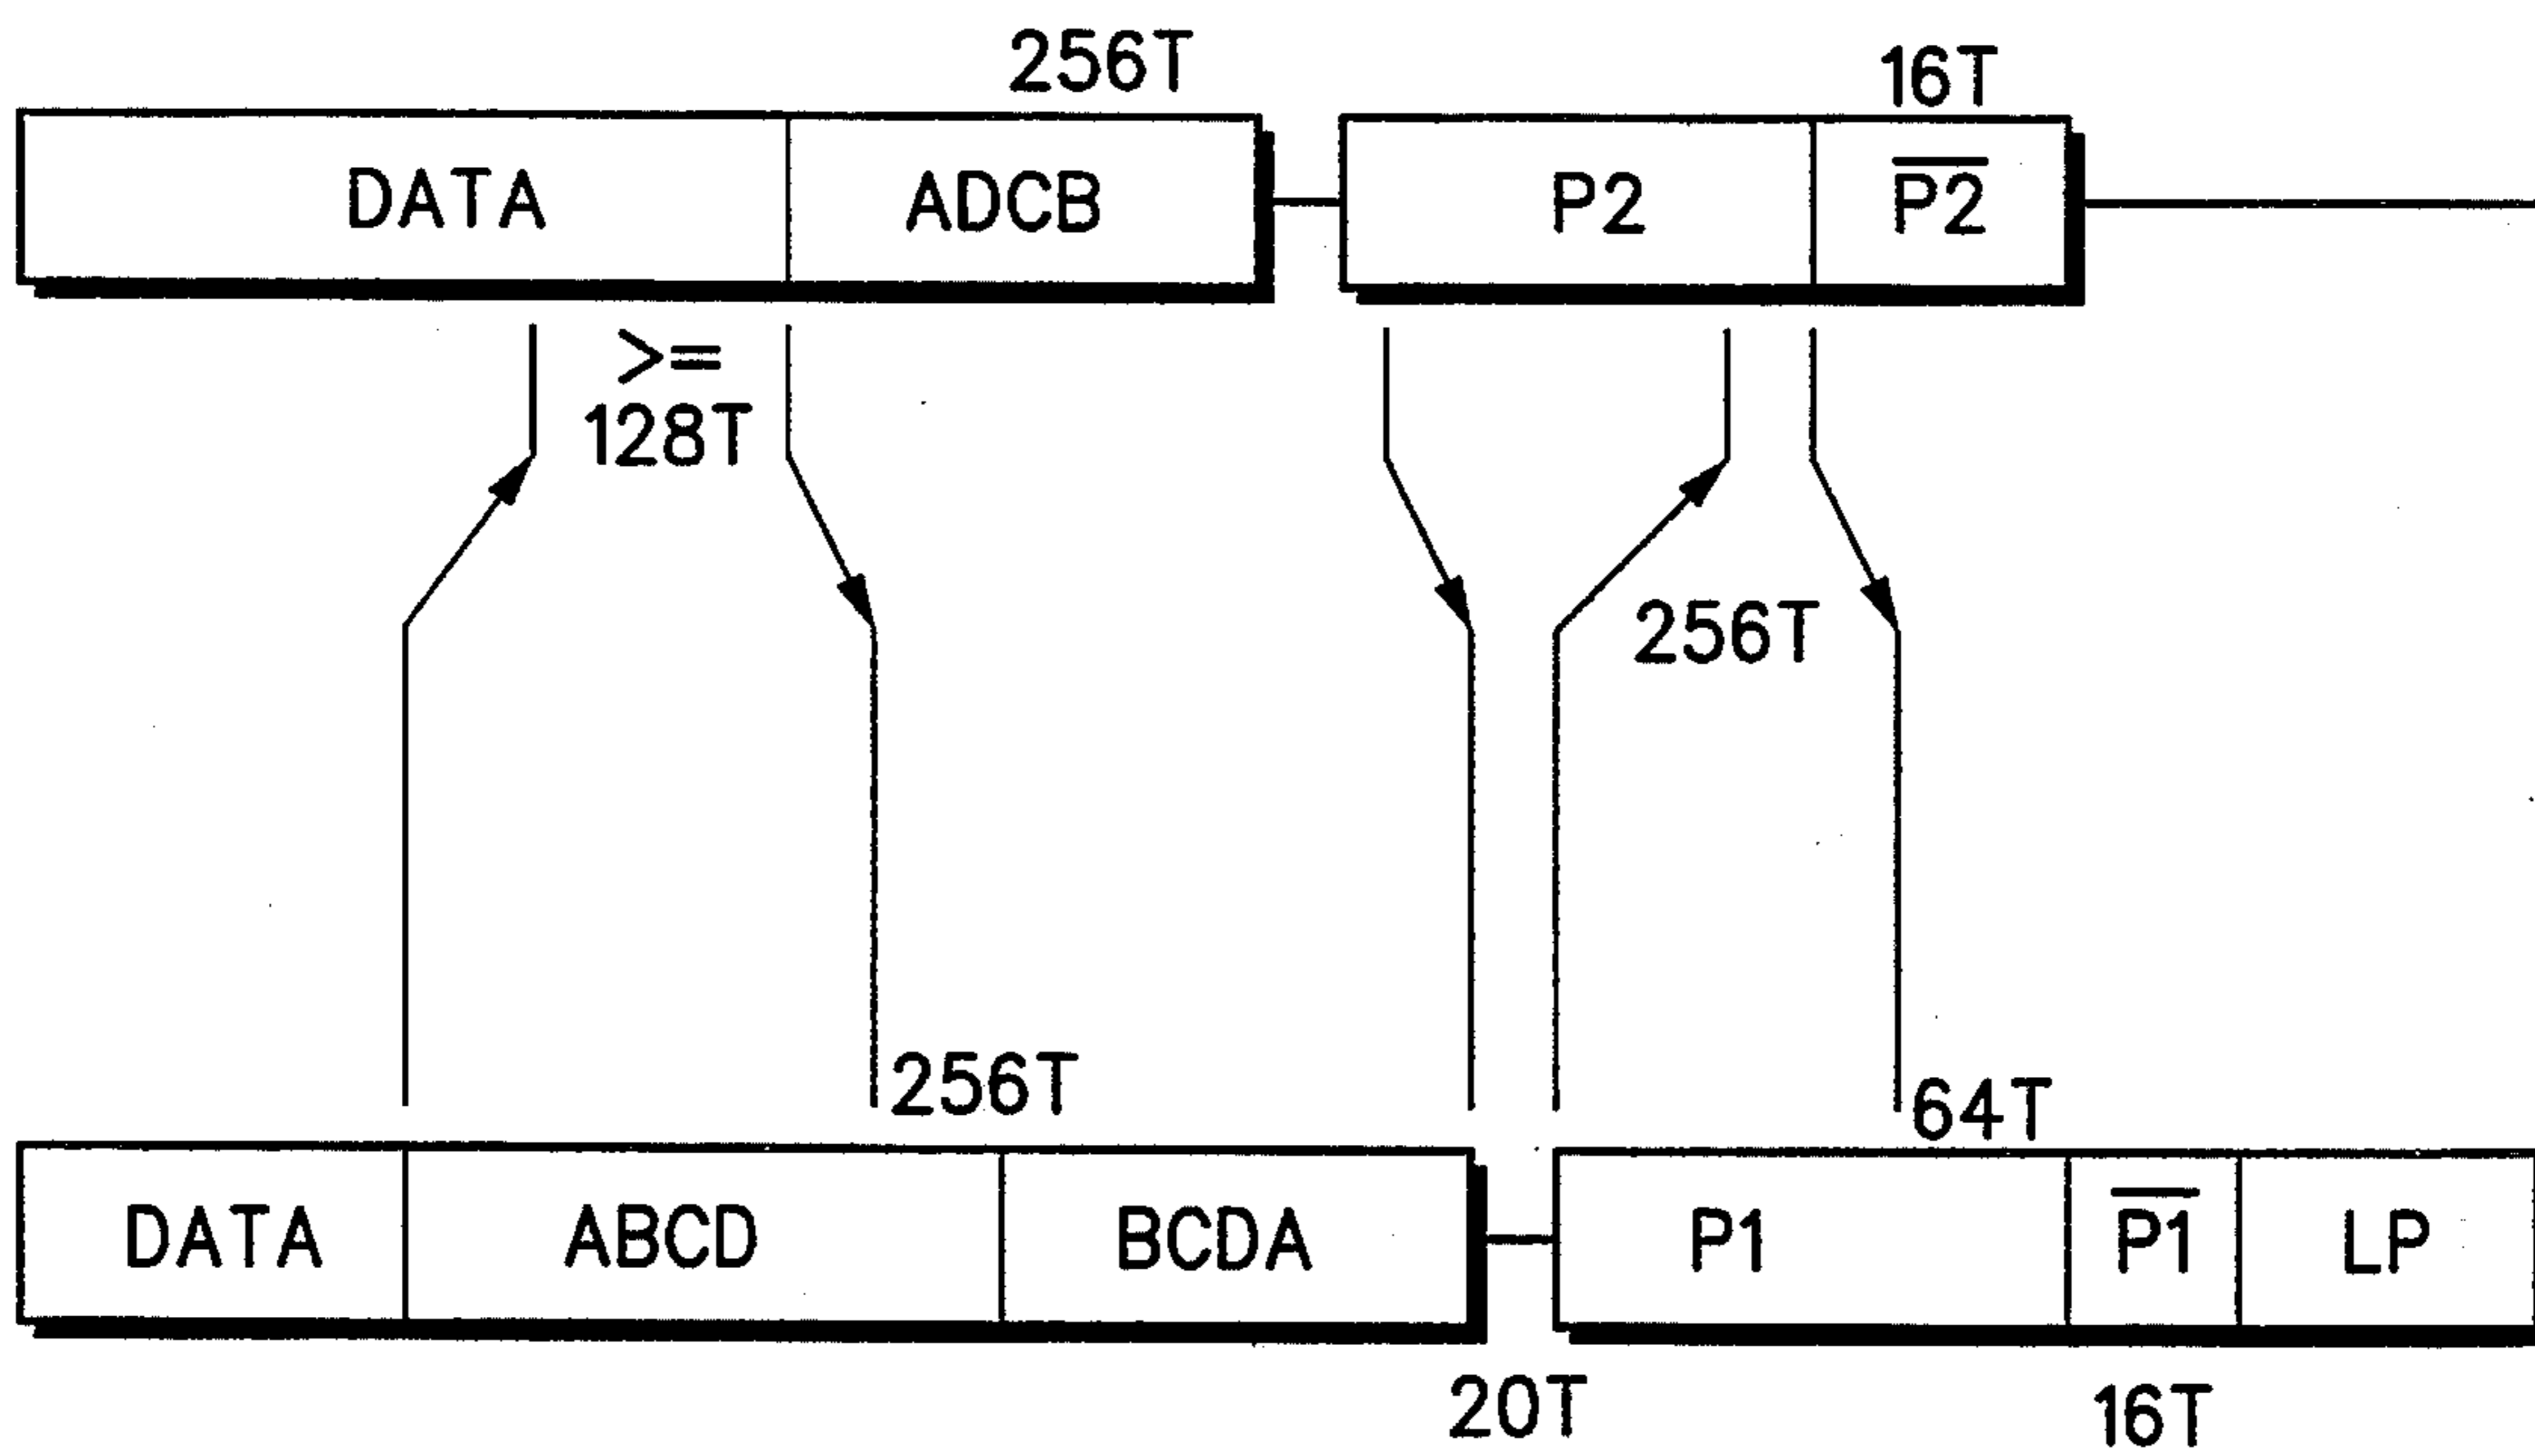 256T
16T
DATA
ADCB
P2
P2
>=
128T
256T
256T
64T
DATA
ABCD
BCDA
P1
P1
LP
20T
16T